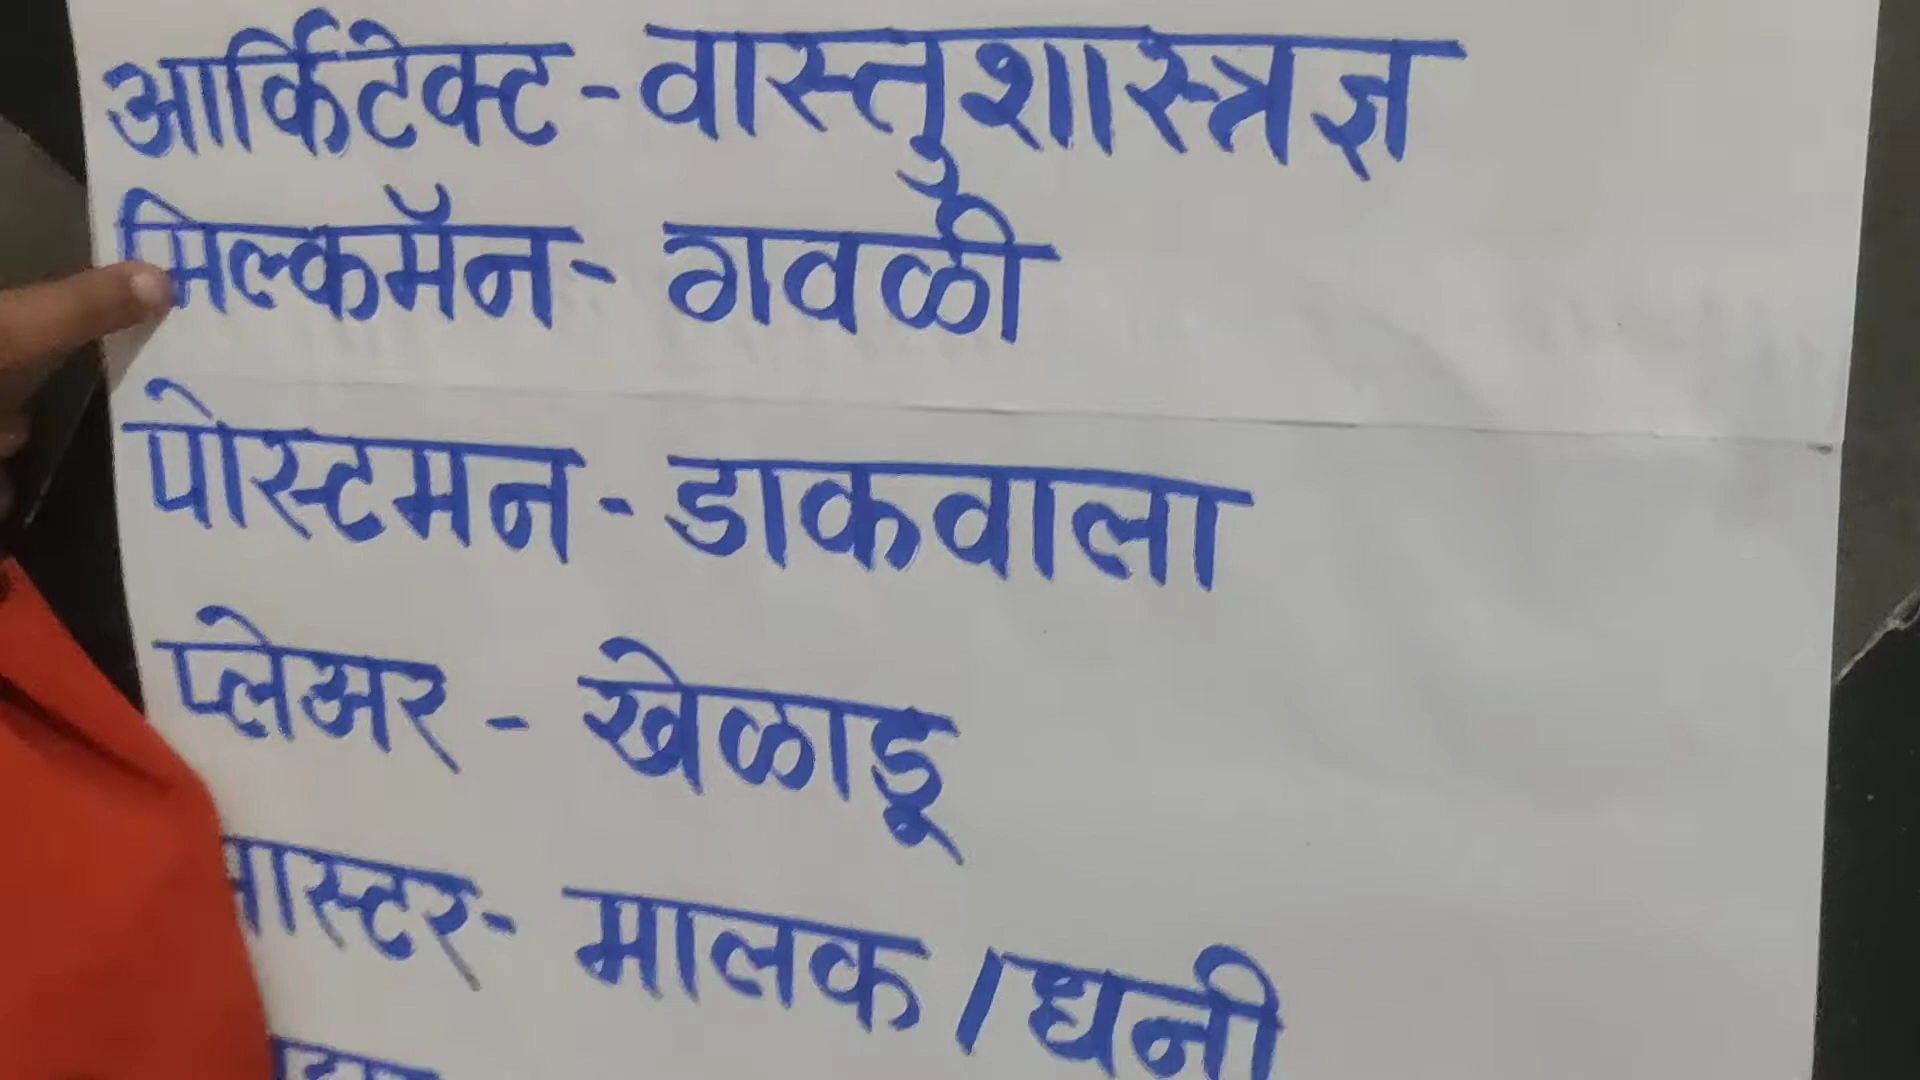 आर्किटेक्ट - वास्तुशास्त्रज्ञ
मिल्कमॅन - गवळी
पोस्टमन - डाकवाला
प्लेअर - खेळाडू
मास्टर - मालक / धनी